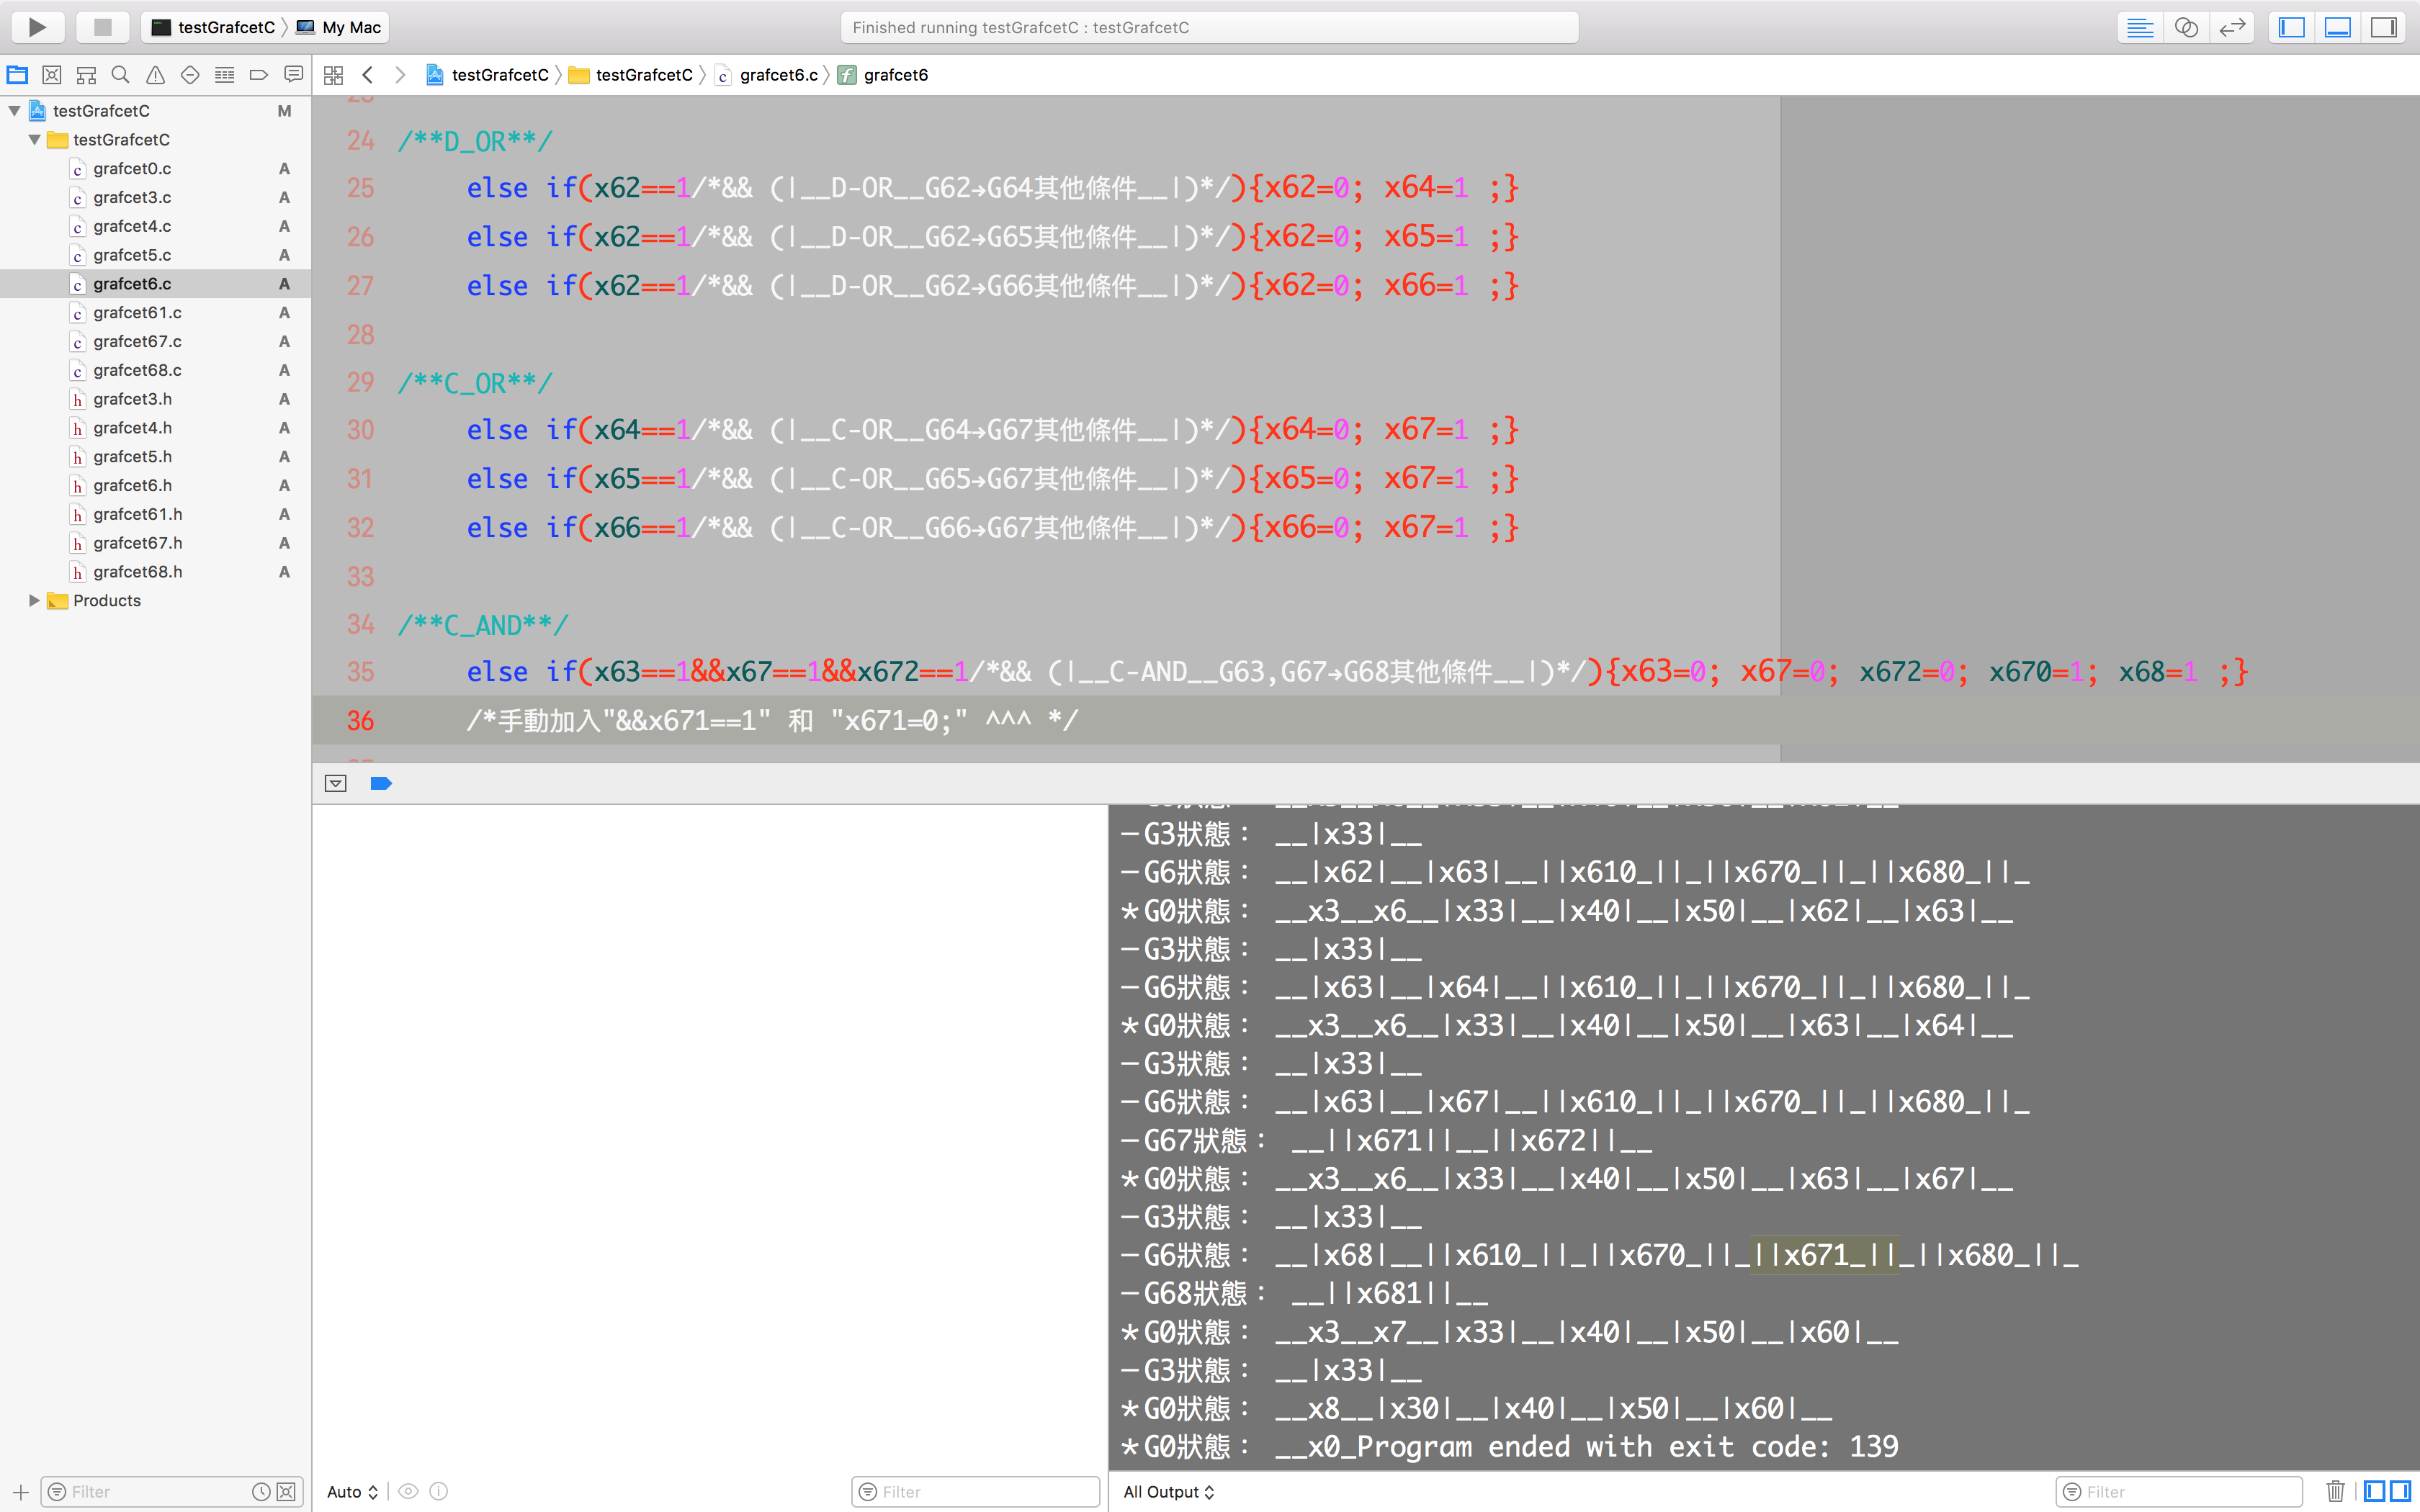 testGrafcetC 〉 My Mac
Finished running testGrafcetC : testGrafcetC
testGrafcetC 〉 testGrafcetC 〉 grafcet6.c 〉 grafcet6
testGrafcetC M
testGrafcetC
grafcet0.c A
grafcet3.c A
grafcet4.c A
grafcet5.c A
grafcet6.c A
grafcet61.c A
grafcet67.c A
grafcet68.c A
grafcet3.h A
grafcet4.h A
grafcet5.h A
grafcet6.h A
grafcet61.h A
grafcet67.h A
grafcet68.h A
Products
24 /**D_OR**/
25 else if(x62==1/*&& (|__D-OR__G62→G64其他條件__|)*/){x62=0; x64=1 ;}
26 else if(x62==1/*&& (|__D-OR__G62→G65其他條件__|)*/){x62=0; x65=1 ;}
27 else if(x62==1/*&& (|__D-OR__G62→G66其他條件__|)*/){x62=0; x66=1 ;}
28
29 /**C_OR**/
30 else if(x64==1/*&& (|__C-OR__G64→G67其他條件__|)*/){x64=0; x67=1 ;}
31 else if(x65==1/*&& (|__C-OR__G65→G67其他條件__|)*/){x65=0; x67=1 ;}
32 else if(x66==1/*&& (|__C-OR__G66→G67其他條件__|)*/){x66=0; x67=1 ;}
33
34 /**C_AND**/
35 else if(x63==1&&x67==1&&x672==1/*&& (|__C-AND__G63,G67→G68其他條件__|)*/){x63=0; x67=0; x672=0; x670=1; x68=1 ;}
36 /*手動加入"&&x671==1" 和 "x671=0;" ^^^ */
—G3狀態： __|x33|__
—G6狀態： __|x62|__|x63|__||x610_||_||x670_||_||x680_||_
*G0狀態： __x3__x6__|x33|__|x40|__|x50|__|x62|__|x63|__
—G3狀態： __|x33|__
—G6狀態： __|x63|__|x64|__||x610_||_||x670_||_||x680_||_
*G0狀態： __x3__x6__|x33|__|x40|__|x50|__|x63|__|x64|__
—G3狀態： __|x33|__
—G6狀態： __|x63|__|x67|__||x610_||_||x670_||_||x680_||_
—G67狀態： __||x671||__||x672||__
*G0狀態： __x3__x6__|x33|__|x40|__|x50|__|x63|__|x67|__
—G3狀態： __|x33|__
—G6狀態： __|x68|__||x610_||_||x670_||_||x671_||_||x680_||_
—G68狀態： __||x681||__
*G0狀態： __x3__x7__|x33|__|x40|__|x50|__|x60|__
—G3狀態： __|x33|__
*G0狀態： __x8__|x30|__|x40|__|x50|__|x60|__
*G0狀態： __x0_Program ended with exit code: 139
Filter
Auto
Filter
All Output
Filter